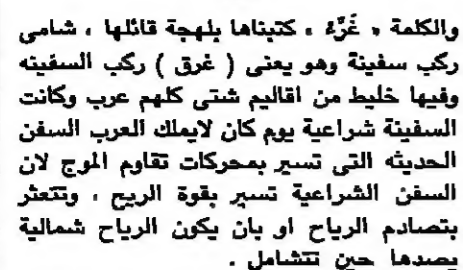 والكلمة « غَرَّء » كتبناها بلهجة قائلها ، شامي
ركب سفينة وهو يعنى ( غرق ) ركب السفينه
وفيها خليط من اقاليم شتى كلهم عرب وكانت
السفينة شراعية يوم كان لايملك العرب السفن
الحديثه التى تسير بمحركات تقاوم الموج لان
السفن الشراعية تسير بقوة الريح ، وتتعثر
بتصادم الرياح او بان يكون الرياح شمالية
يصدها حين تتشامل .